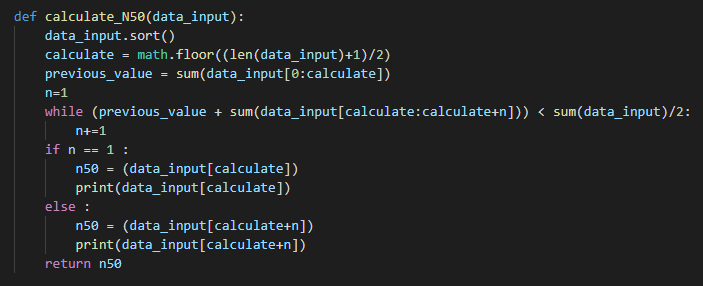 def calculate_N50(data_input):
    data_input.sort()
    calculate = math.floor((len(data_input)+1)/2)
    previous_value = sum(data_input[0:calculate])
    n=1
    while (previous_value + sum(data_input[calculate:calculate+n])) < sum(data_input)/2:
        n+=1
    if n == 1 :
        n50 = (data_input[calculate])
        print(data_input[calculate])
    else :
        n50 = (data_input[calculate+n])
        print(data_input[calculate+n])
    return n50